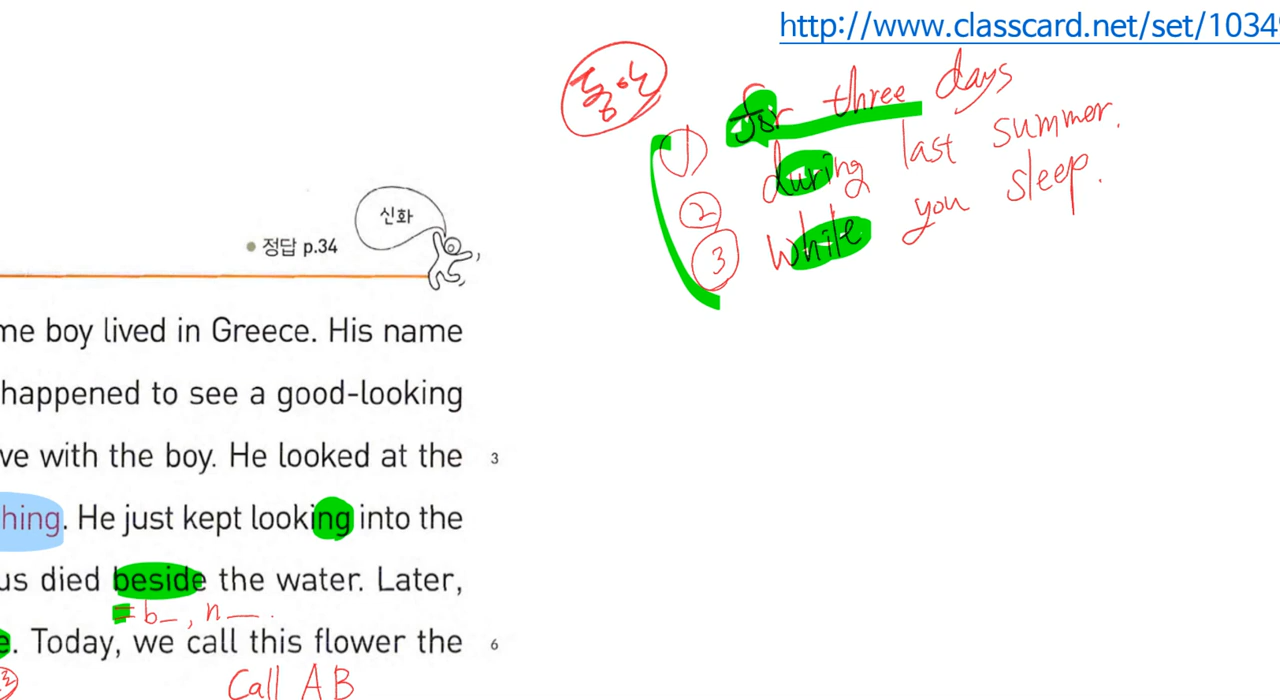 http://www.classcard.net/set/10349
동안
① for three days
② during last summer.
③ while you sleep.
신화
정답 p.34
me boy lived in Greece. His name
happened to see a good-looking
ve with the boy. He looked at the 3
hing. He just kept looking into the
us died beside the water. Later,
= b_, n_.
e. Today, we call this flower the 6
Call A B